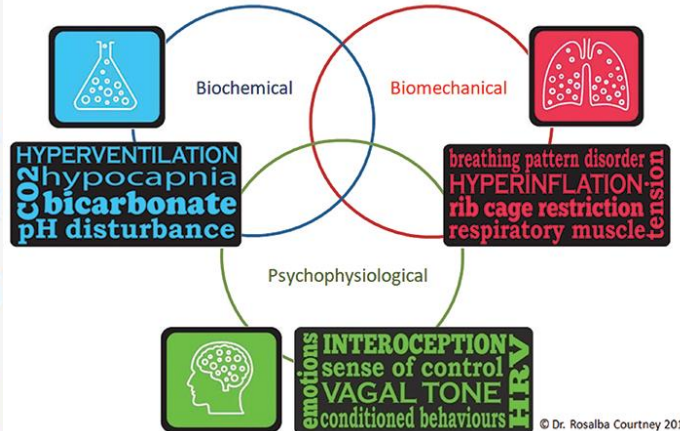 Biochemical
Biomechanical
HYPERVENTILATION
CO2
hypocapnia
bicarbonate
pH disturbance
breathing pattern disorder
HYPERINFLATION
rib cage restriction
respiratory muscle
tension
Psychophysiological
emotions
INTEROCEPTION
sense of control
VAGAL TONE
conditioned behaviours
HRV
© Dr. Rosalba Courtney